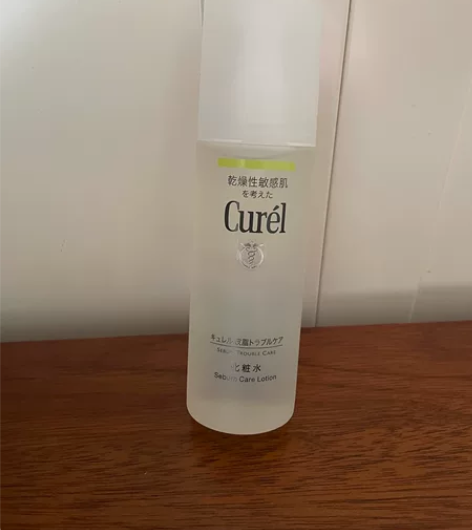 乾燥性敏感肌
を考えた
Curél
キュレル 皮脂トラブルケア
Sebum Trouble Care
化粧水
Sebum Care Lotion